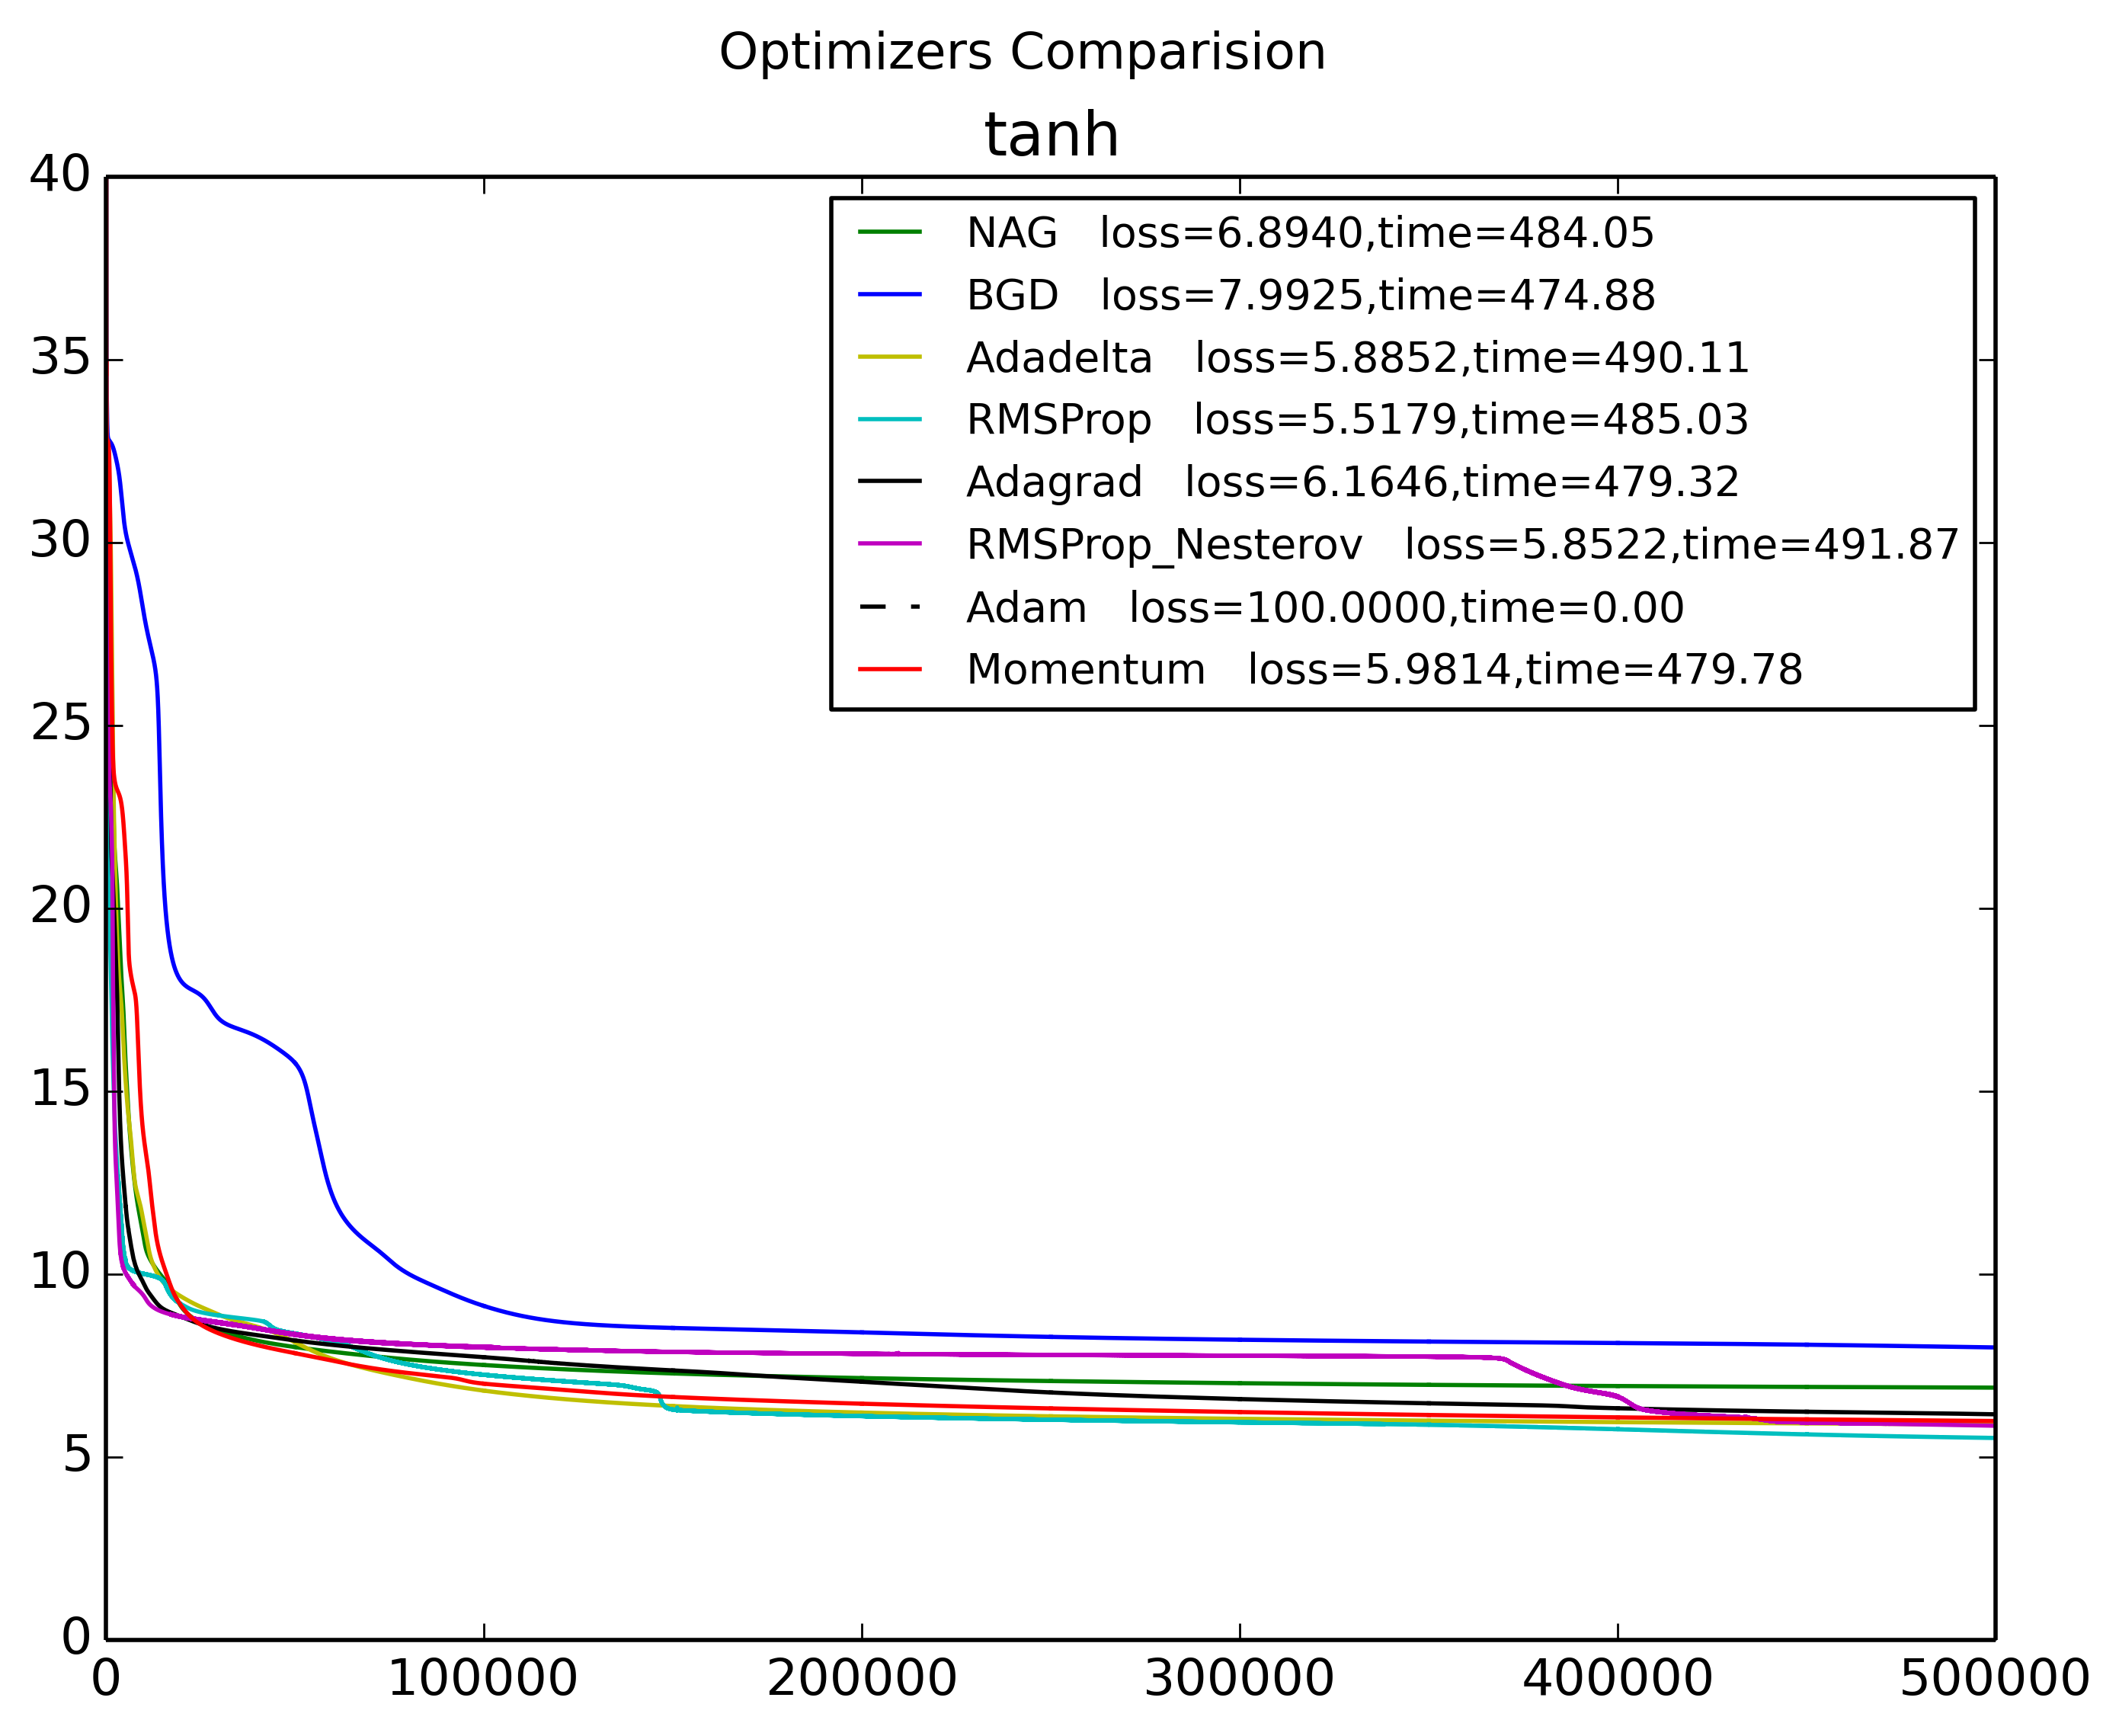 Optimizers Comparision
tanh
40
35
30
25
20
15
10
5
0
NAG loss=6.8940,time=484.05
BGD loss=7.9925,time=474.88
Adadelta loss=5.8852,time=490.11
RMSProp loss=5.5179,time=485.03
Adagrad loss=6.1646,time=479.32
RMSProp_Nesterov loss=5.8522,time=491.87
Adam loss=100.0000,time=0.00
Momentum loss=5.9814,time=479.78
0 100000 200000 300000 400000 500000